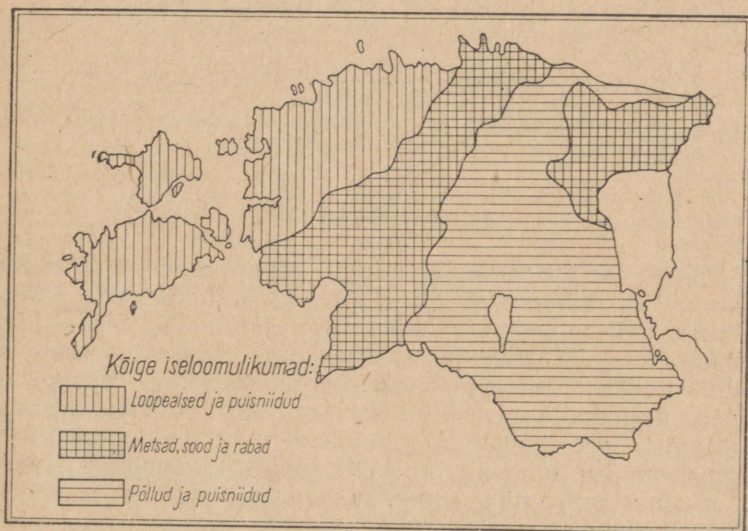 Kõige iseloomulikumad:
Loopealsed ja puisniidud
Metsad, sood ja rabad
Põllud ja puisniidud